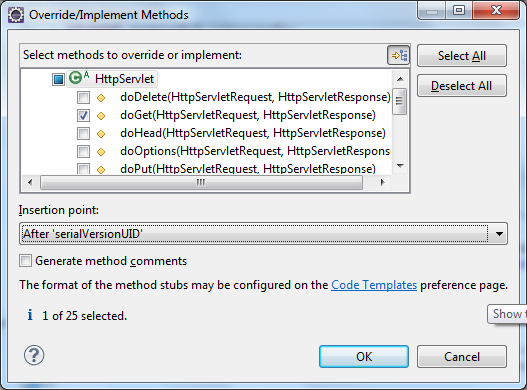 Override/Implement Methods
Select methods to override or implement:
Select All
Deselect All
C A HttpServlet
doDelete(HttpServletRequest, HttpServletResponse)
doGet(HttpServletRequest, HttpServletResponse)
doHead(HttpServletRequest, HttpServletResponse)
doOptions(HttpServletRequest, HttpServletRespons
doPut(HttpServletRequest, HttpServletResponse)
Insertion point:
After 'serialVersionUID'
Generate method comments
The format of the method stubs may be configured on the Code Templates preference page.
Show
i 1 of 25 selected.
? OK Cancel